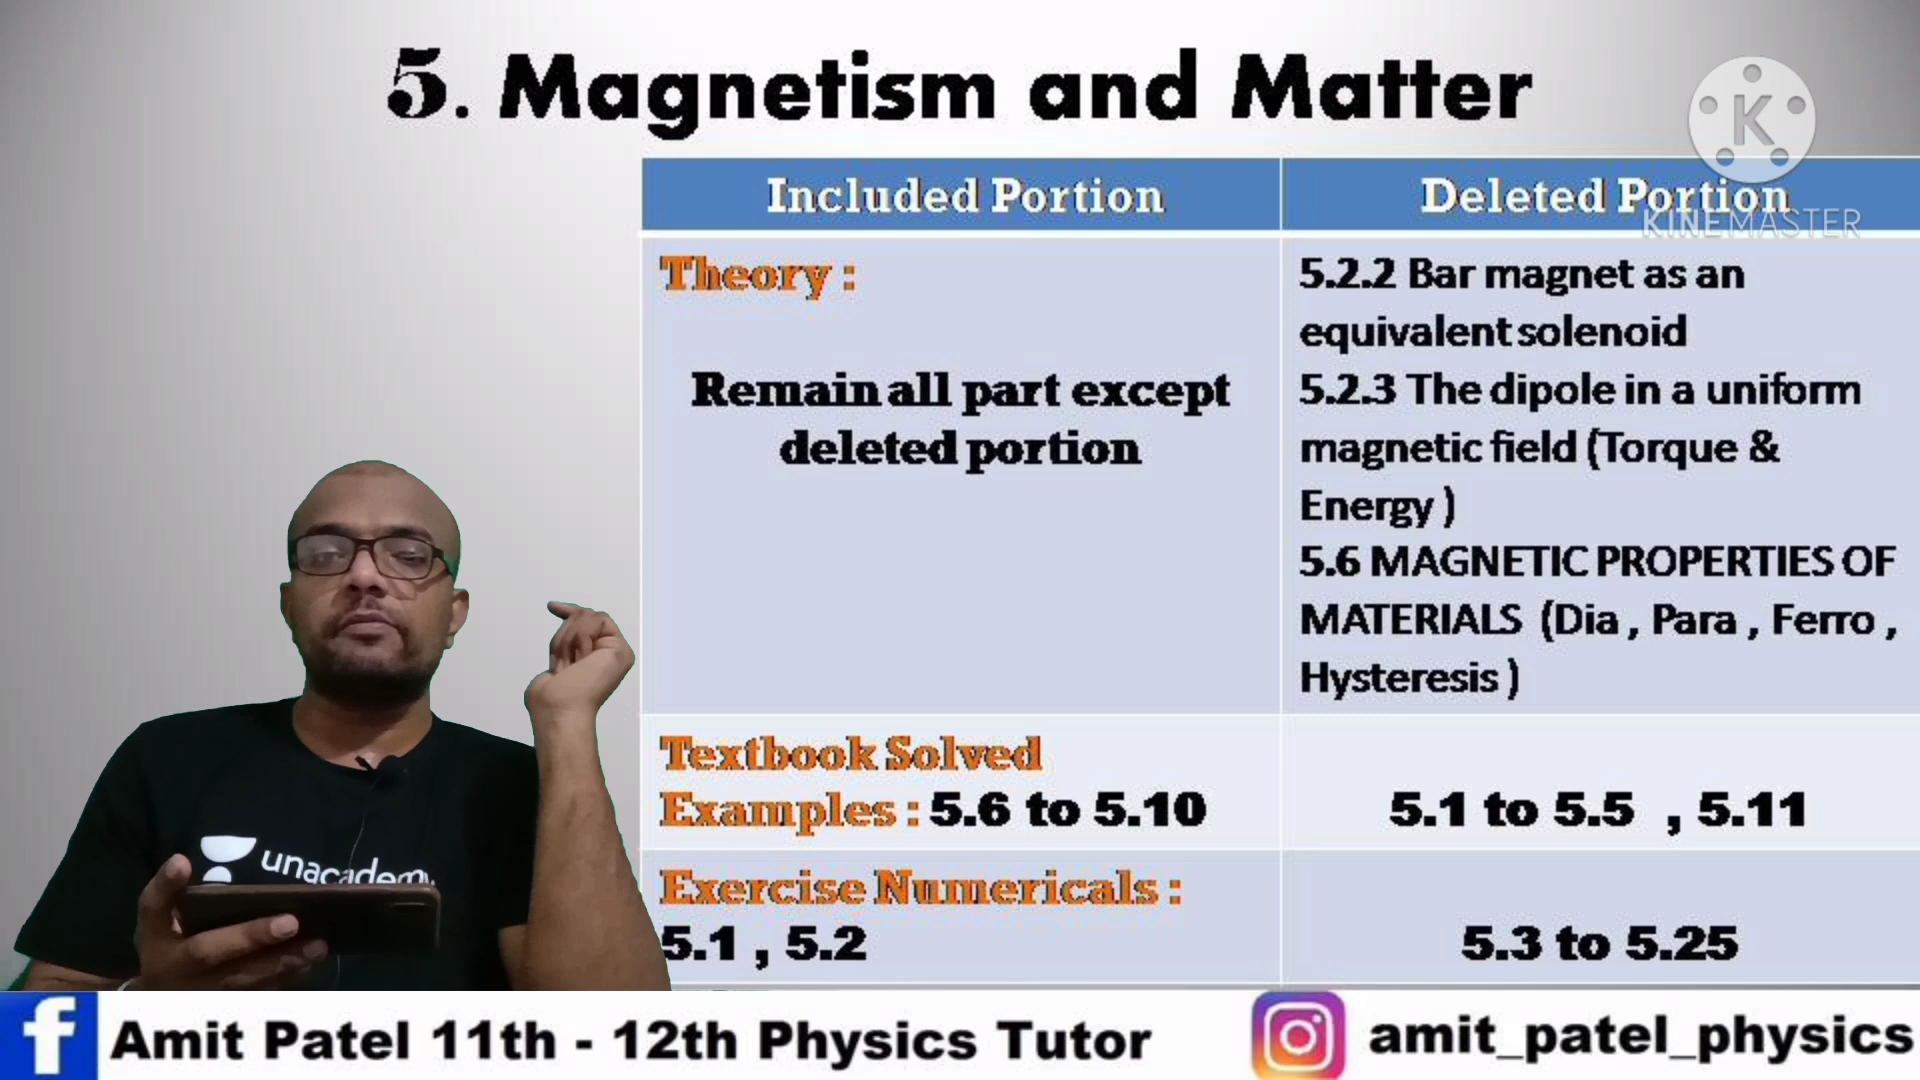 5. Magnetism and Matter
K
KINEMASTER
Included Portion
Deleted Portion
Theory :
Remain all part except
deleted portion
5.2.2 Bar magnet as an
equivalent solenoid
5.2.3 The dipole in a uniform
magnetic field (Torque &
Energy )
5.6 MAGNETIC PROPERTIES OF
MATERIALS (Dia , Para , Ferro ,
Hysteresis )
Textbook Solved
Examples : 5.6 to 5.10
5.1 to 5.5 , 5.11
Exercise Numericals :
5.1 , 5.2
5.3 to 5.25
unacademy
f Amit Patel 11th - 12th Physics Tutor
amit_patel_physics